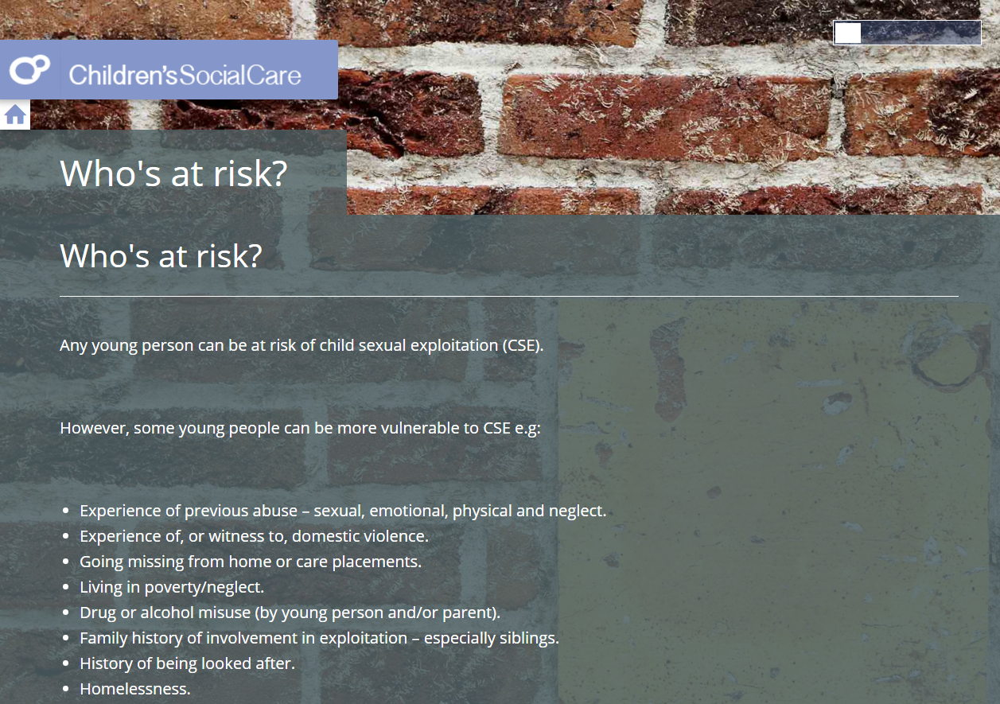 Children's SocialCare
Who's at risk?
Who's at risk?
Any young person can be at risk of child sexual exploitation (CSE).
However, some young people can be more vulnerable to CSE e.g:
• Experience of previous abuse – sexual, emotional, physical and neglect.
• Experience of, or witness to, domestic violence.
• Going missing from home or care placements.
• Living in poverty/neglect.
• Drug or alcohol misuse (by young person and/or parent).
• Family history of involvement in exploitation – especially siblings.
• History of being looked after.
• Homelessness.